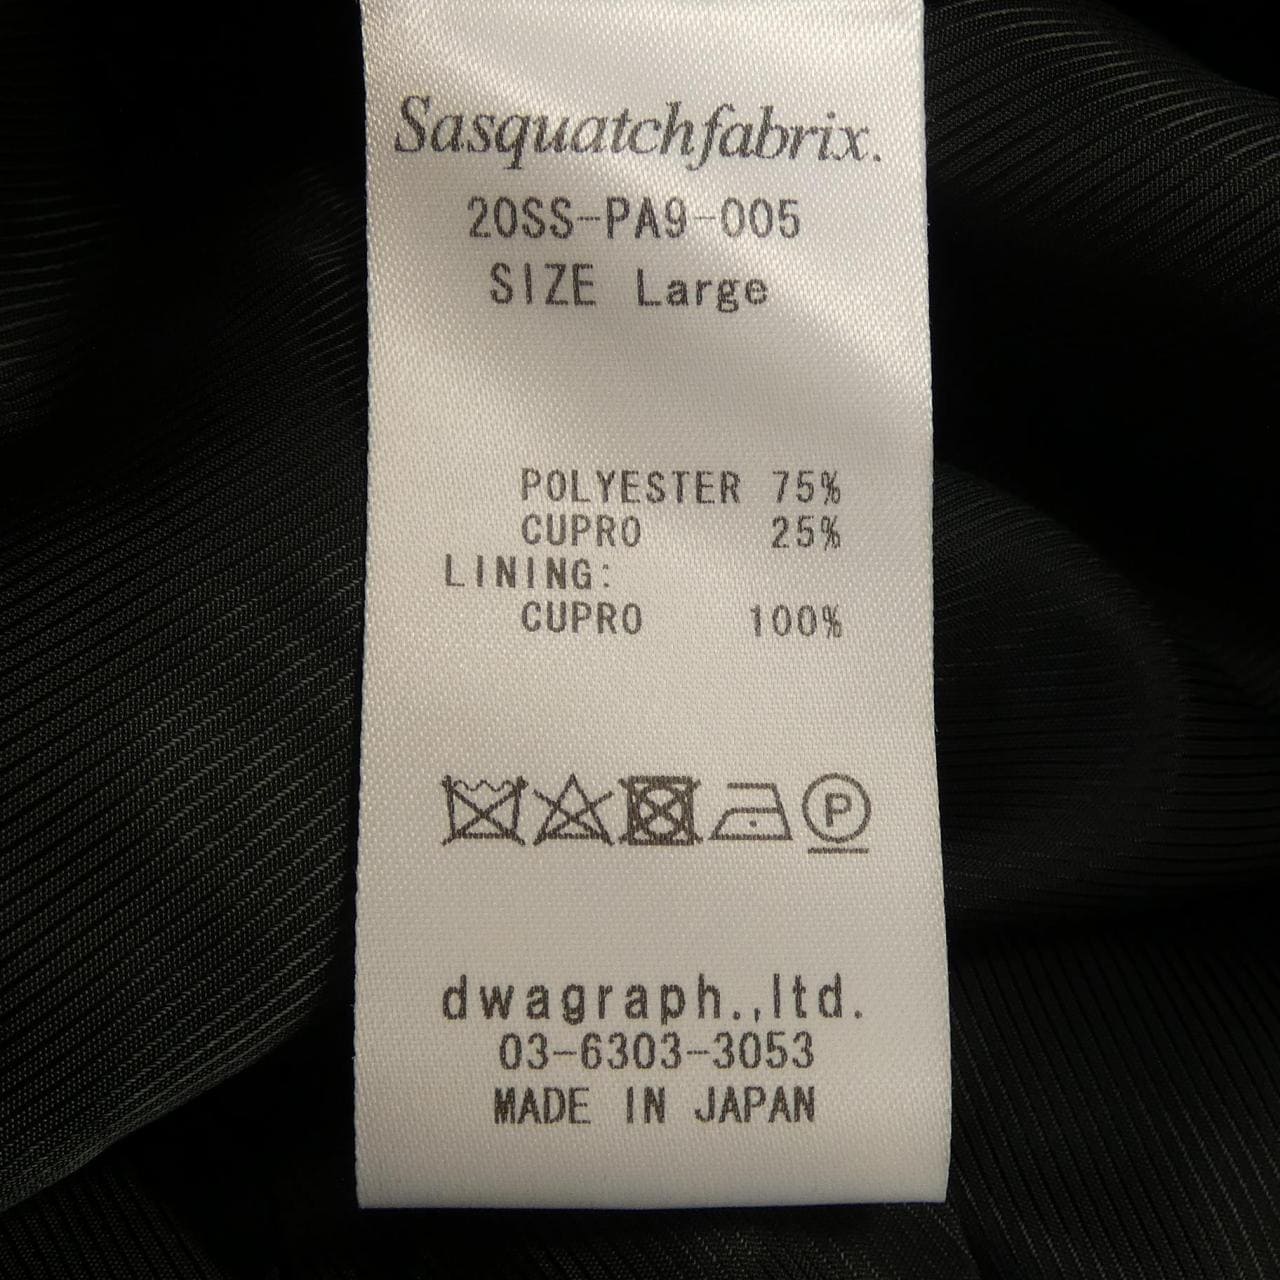 Sasquatchfabrix.
20SS-PA9-005
SIZE Large
POLYESTER 75%
CUPRO 25%
LINING:
CUPRO 100%
P
dwagraph.,ltd.
03-6303-3053
MADE IN JAPAN